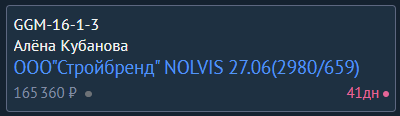 GGM-16-1-3
Алёна Кубанова
ООО"Стройбренд" NOLVIS 27.06(2980/659)
165 360 ₽ 41дн